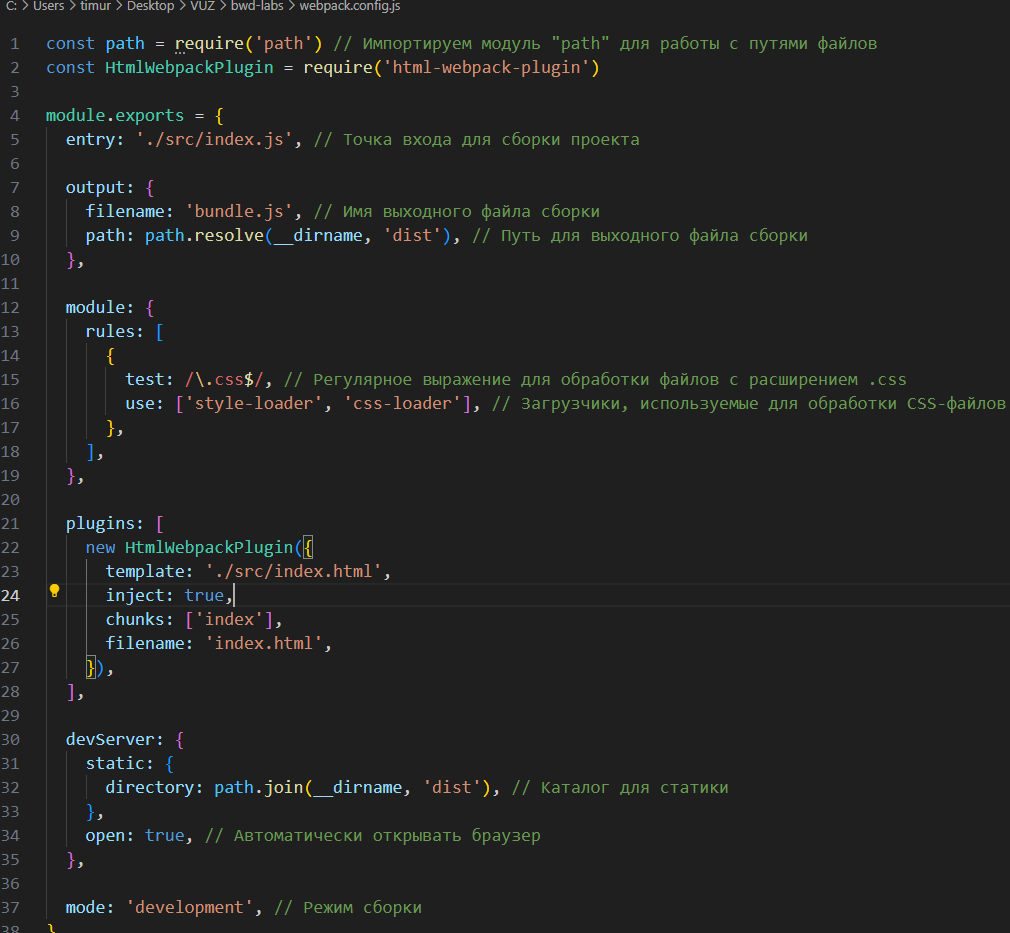 C: > Users > timur > Desktop > VUZ > bwd-labs > webpack.config.js
1 const path = require('path') // Импортируем модуль "path" для работы с путями файлов
2 const HtmlWebpackPlugin = require('html-webpack-plugin')
3
4 module.exports = {
5   entry: './src/index.js', // Точка входа для сборки проекта
6
7   output: {
8     filename: 'bundle.js', // Имя выходного файла сборки
9     path: path.resolve(__dirname, 'dist'), // Путь для выходного файла сборки
10   },
11
12   module: {
13     rules: [
14       {
15         test: /\.css$/, // Регулярное выражение для обработки файлов с расширением .css
16         use: ['style-loader', 'css-loader'], // Загрузчики, используемые для обработки CSS-файлов
17       },
18     ],
19   },
20
21   plugins: [
22     new HtmlWebpackPlugin({
23       template: './src/index.html',
24       inject: true,
25       chunks: ['index'],
26       filename: 'index.html',
27     }),
28   ],
29
30   devServer: {
31     static: {
32       directory: path.join(__dirname, 'dist'), // Каталог для статики
33     },
34     open: true, // Автоматически открывать браузер
35   },
36
37   mode: 'development', // Режим сборки
38 }